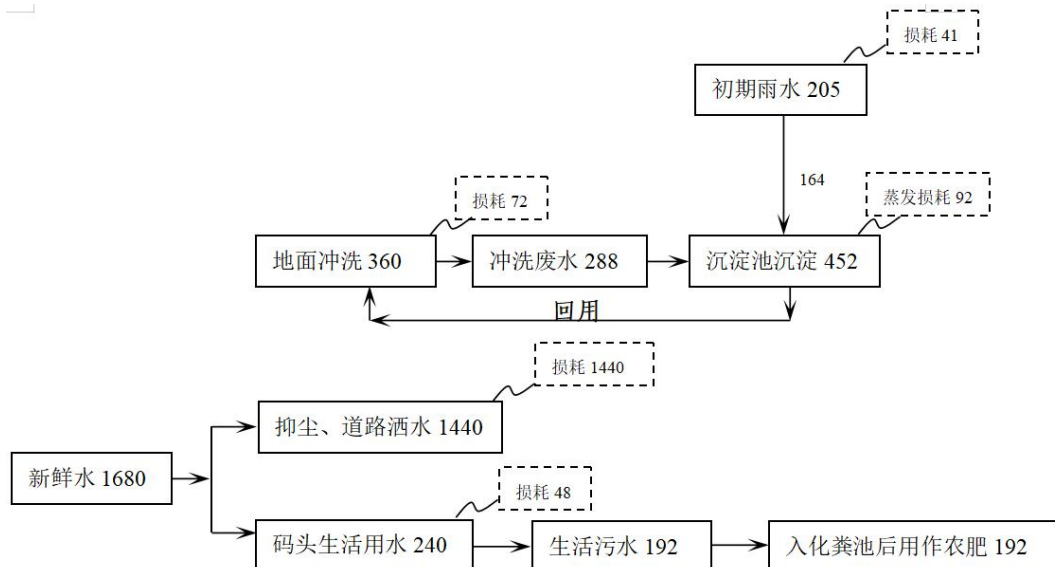 损耗 41
初期雨水 205
164
损耗 72
蒸发损耗 92
地面冲洗 360
冲洗废水 288
沉淀池沉淀 452
回用
损耗 1440
抑尘、道路洒水 1440
新鲜水 1680
损耗 48
码头生活用水 240
生活污水 192
入化粪池后用作农肥 192